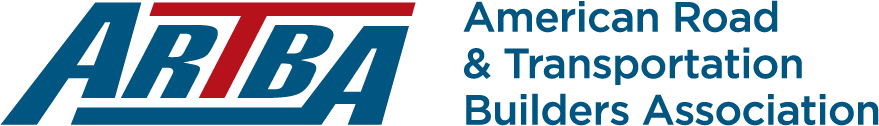 ARTBA
American Road
& Transportation
Builders Association